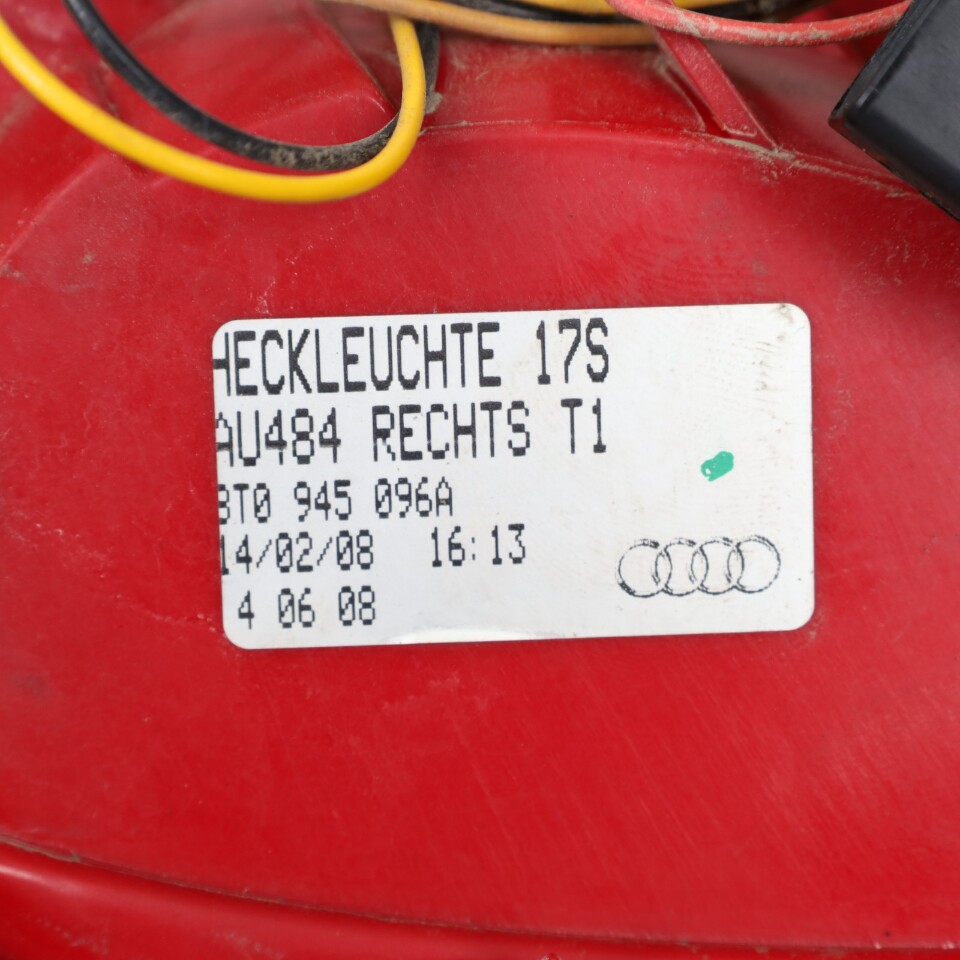 HECKLEUCHTE 17S
AU484 RECHTS T1
8T0 945 096A
14/02/08 16:13
4 06 08